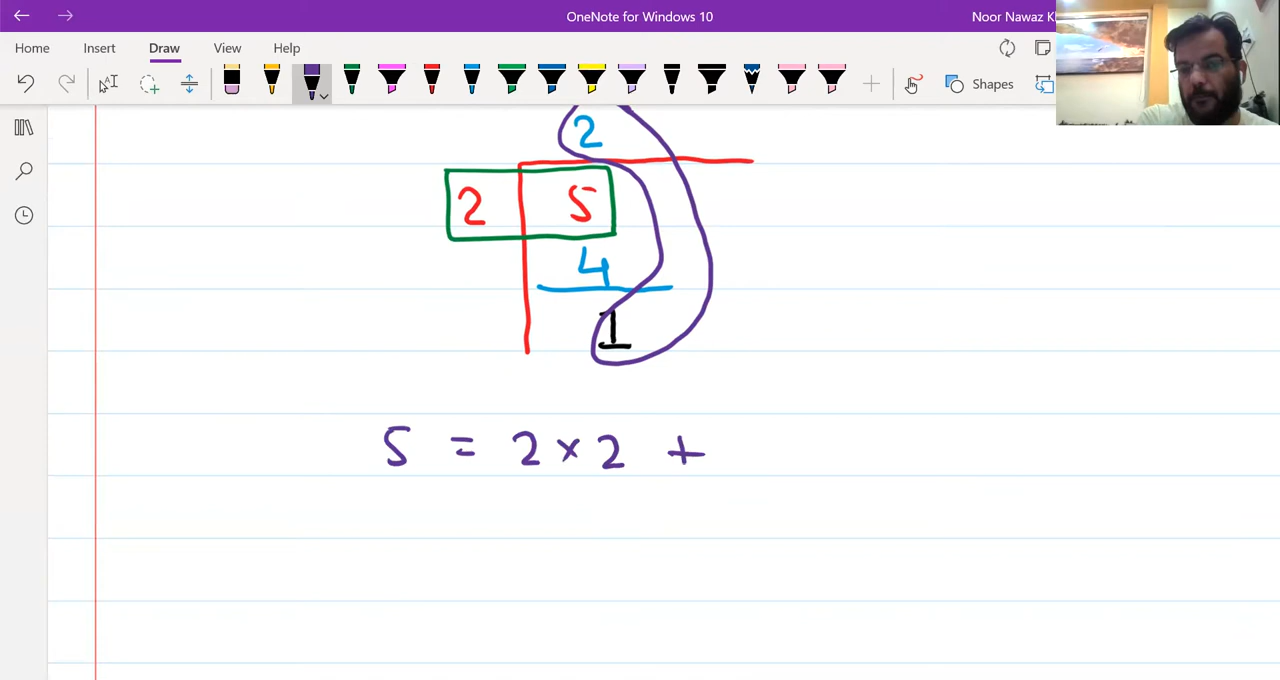 OneNote for Windows 10
Noor Nawaz K
Home Insert Draw View Help
Shapes
2
2 5
4
1
5 = 2 × 2 +